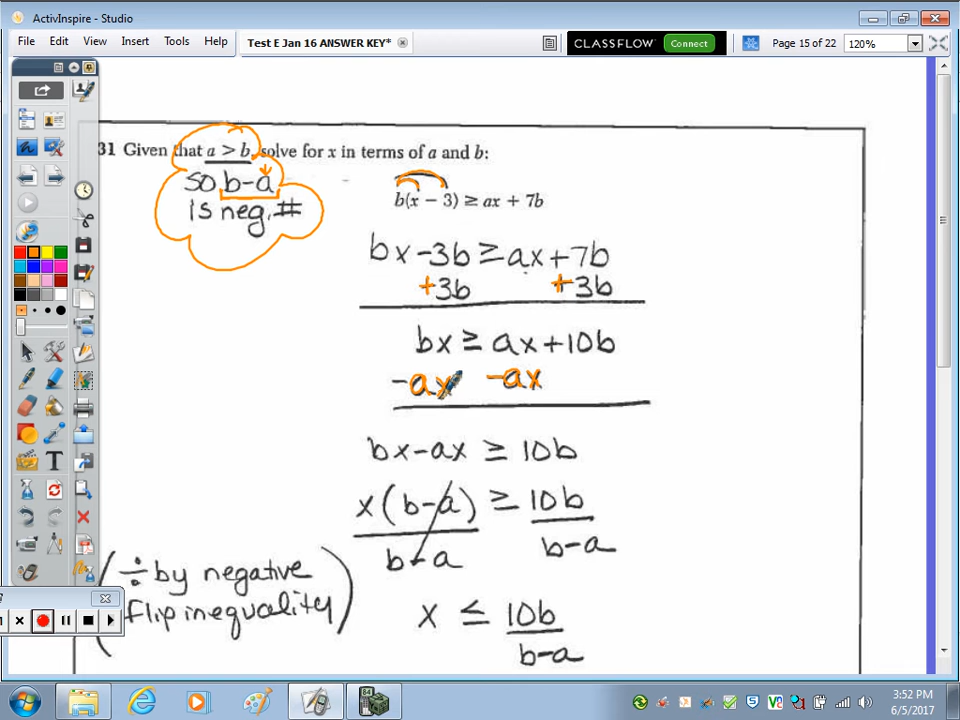 ActivInspire - Studio
File Edit View Insert Tools Help
Test E Jan 16 ANSWER KEY*
CLASSFLOW Connect
Page 15 of 22
120%
31 Given that a > b, solve for x in terms of a and b:
so b-a
is neg. #
b(x − 3) ≥ ax + 7b
bx -3b ≥ ax + 7b
+3b +3b
bx ≥ ax + 10b
-ax -ax
bx-ax ≥ 10b
x(b-a) ≥ 10b
b-a b-a
(÷ by negative
flip inequality)
x ≤ 10b
b-a
T
84
3:52 PM
6/5/2017